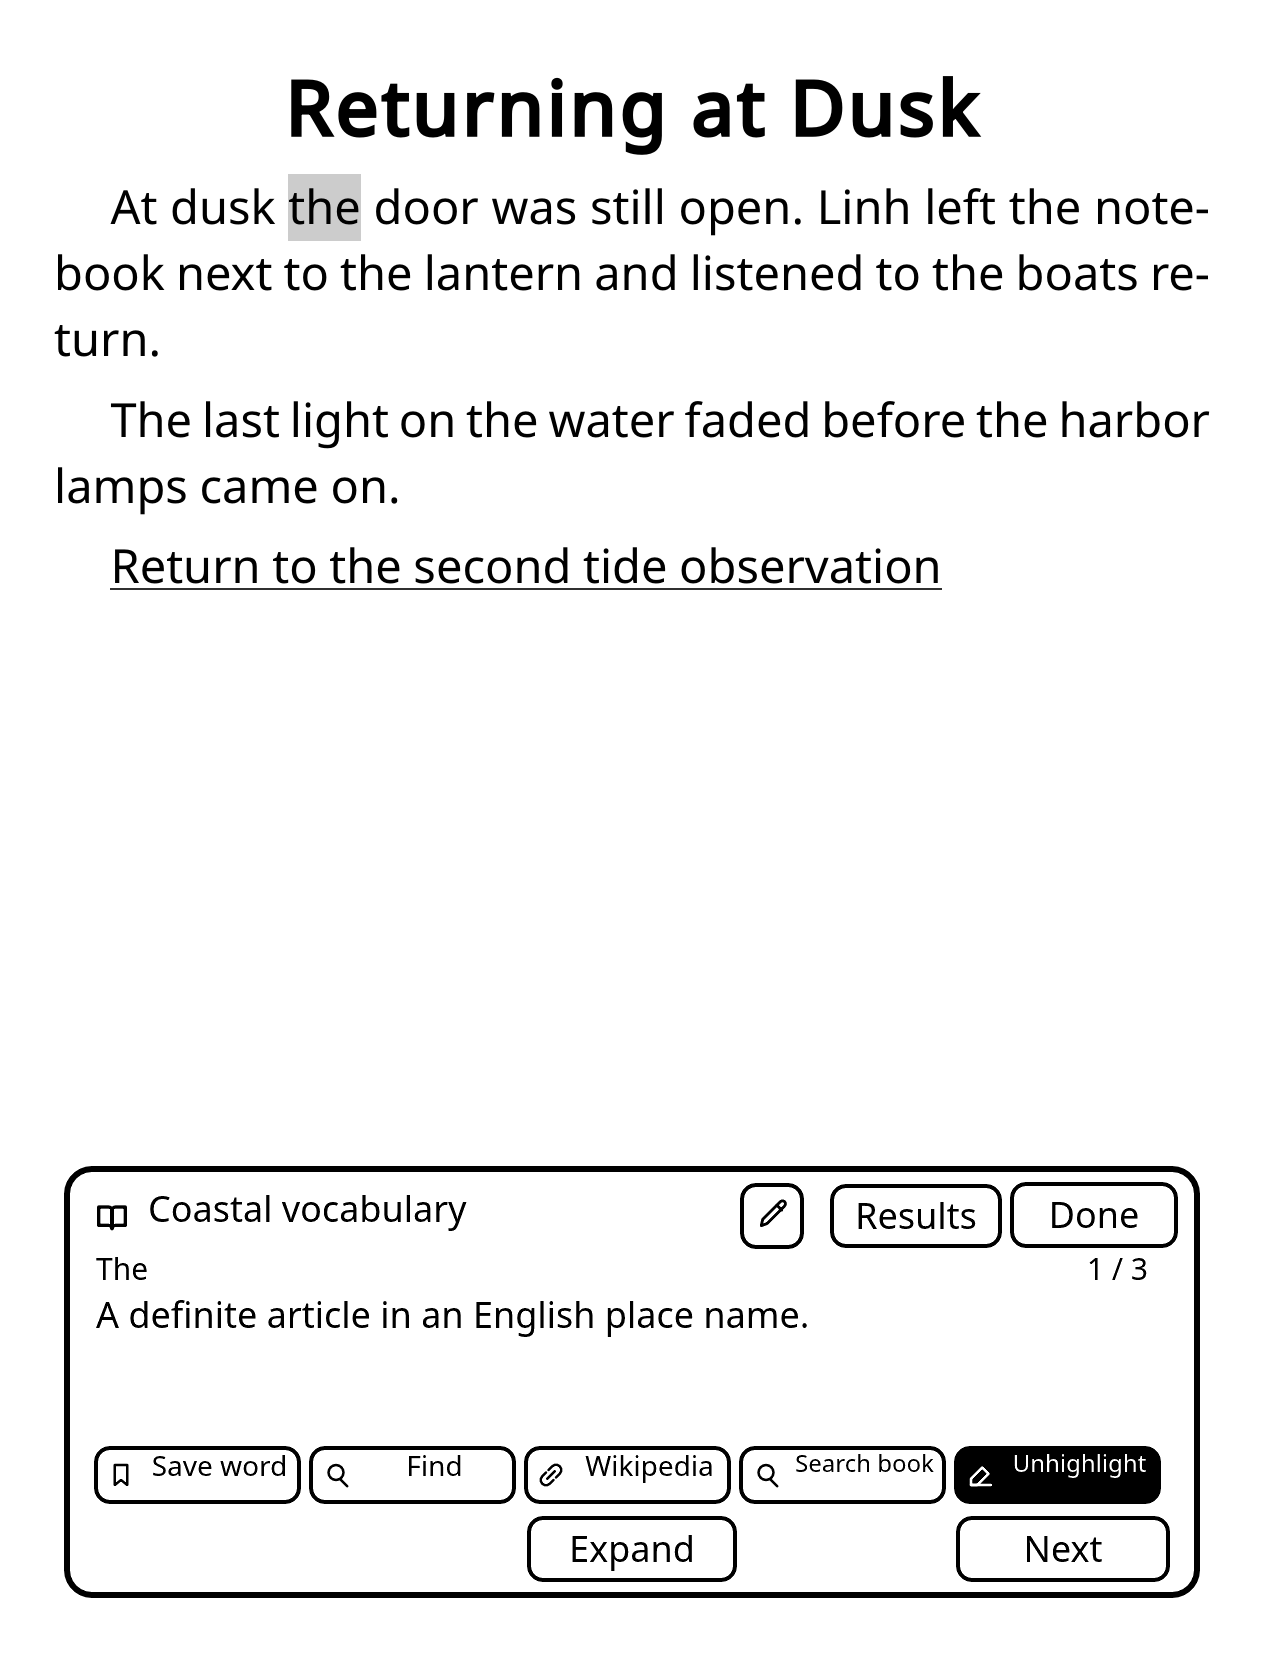 Returning at Dusk
At dusk the door was still open. Linh left the note-
book next to the lantern and listened to the boats re-
turn.
The last light on the water faded before the harbor
lamps came on.
Return to the second tide observation
Coastal vocabulary Results Done
The 1 / 3
A definite article in an English place name.
Save word Find Wikipedia Search book Unhighlight
Expand Next